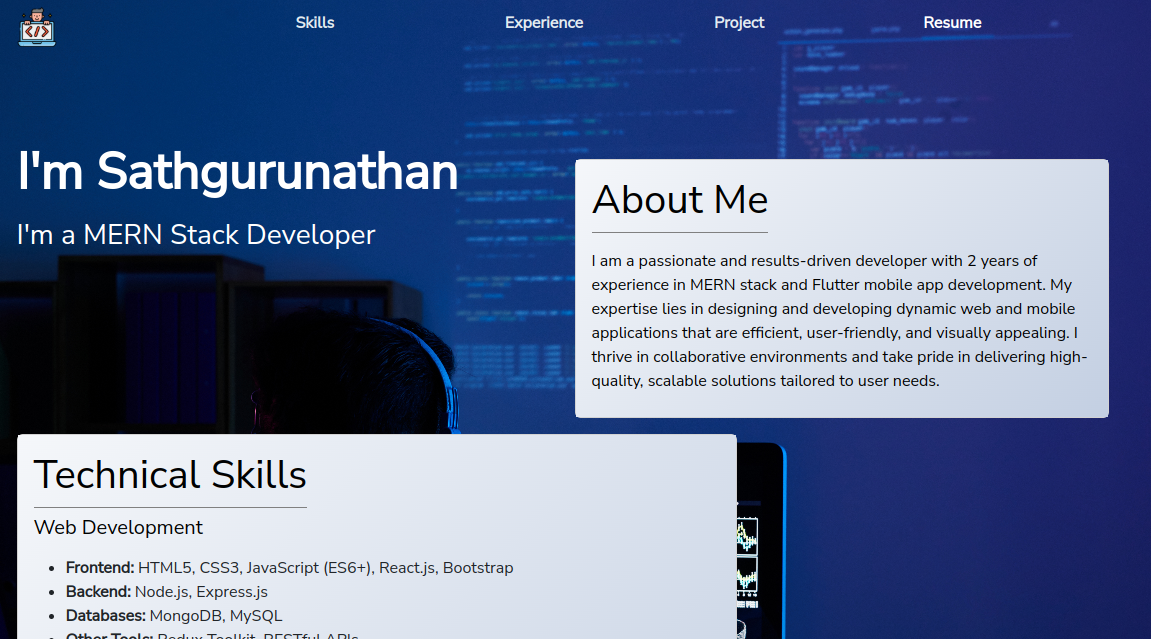 Skills Experience Project Resume
I'm Sathgurunathan
I'm a MERN Stack Developer
About Me
I am a passionate and results-driven developer with 2 years of
experience in MERN stack and Flutter mobile app development. My
expertise lies in designing and developing dynamic web and mobile
applications that are efficient, user-friendly, and visually appealing. I
thrive in collaborative environments and take pride in delivering high-
quality, scalable solutions tailored to user needs.
Technical Skills
Web Development
Frontend: HTML5, CSS3, JavaScript (ES6+), React.js, Bootstrap
Backend: Node.js, Express.js
Databases: MongoDB, MySQL
Other Tools: Redux Toolkit, RESTful APIs